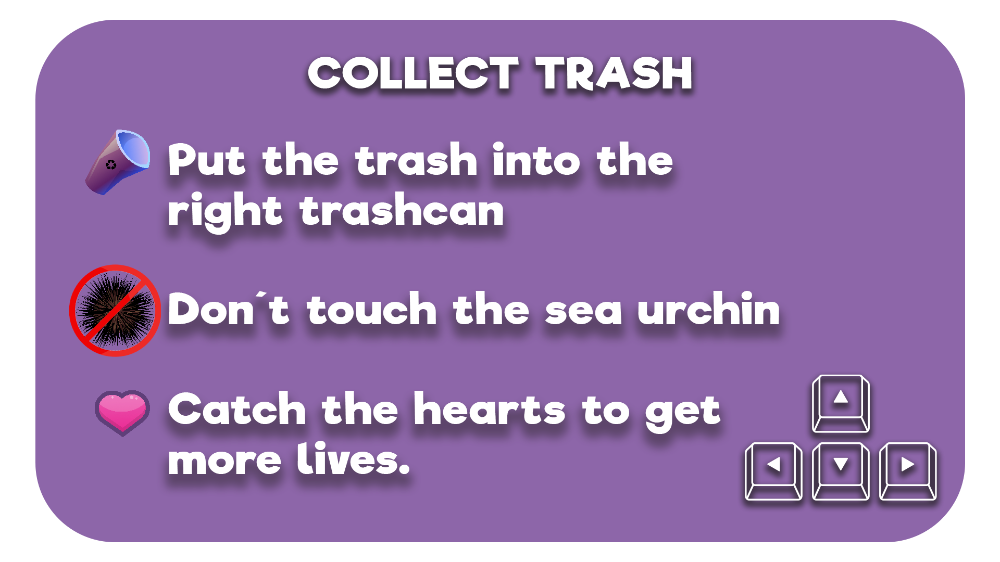 COLLECT TRASH
Put the trash into the
right trashcan
Don´t touch the sea urchin
Catch the hearts to get
more lives.